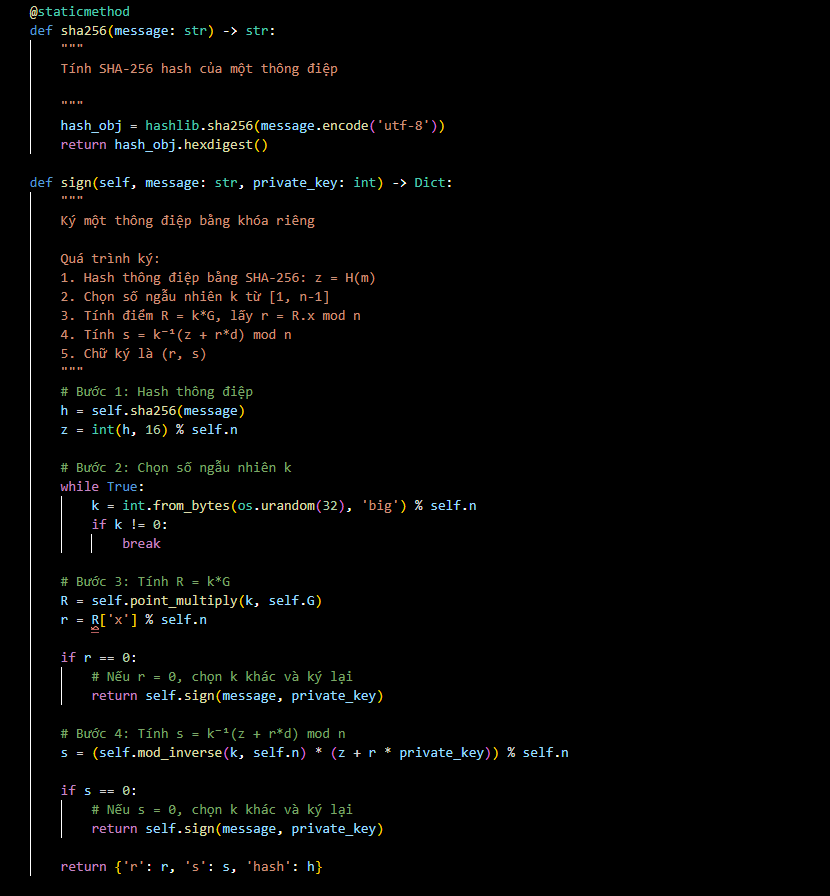 @staticmethod
def sha256(message: str) -> str:
    """
    Tính SHA-256 hash của một thông điệp

    """
    hash_obj = hashlib.sha256(message.encode('utf-8'))
    return hash_obj.hexdigest()

def sign(self, message: str, private_key: int) -> Dict:
    """
    Ký một thông điệp bằng khóa riêng

    Quá trình ký:
    1. Hash thông điệp bằng SHA-256: z = H(m)
    2. Chọn số ngẫu nhiên k từ [1, n-1]
    3. Tính điểm R = k*G, lấy r = R.x mod n
    4. Tính s = k⁻¹(z + r*d) mod n
    5. Chữ ký là (r, s)
    """
    # Bước 1: Hash thông điệp
    h = self.sha256(message)
    z = int(h, 16) % self.n

    # Bước 2: Chọn số ngẫu nhiên k
    while True:
        k = int.from_bytes(os.urandom(32), 'big') % self.n
        if k != 0:
            break

    # Bước 3: Tính R = k*G
    R = self.point_multiply(k, self.G)
    r = R['x'] % self.n

    if r == 0:
        # Nếu r = 0, chọn k khác và ký lại
        return self.sign(message, private_key)

    # Bước 4: Tính s = k⁻¹(z + r*d) mod n
    s = (self.mod_inverse(k, self.n) * (z + r * private_key)) % self.n

    if s == 0:
        # Nếu s = 0, chọn k khác và ký lại
        return self.sign(message, private_key)

    return {'r': r, 's': s, 'hash': h}